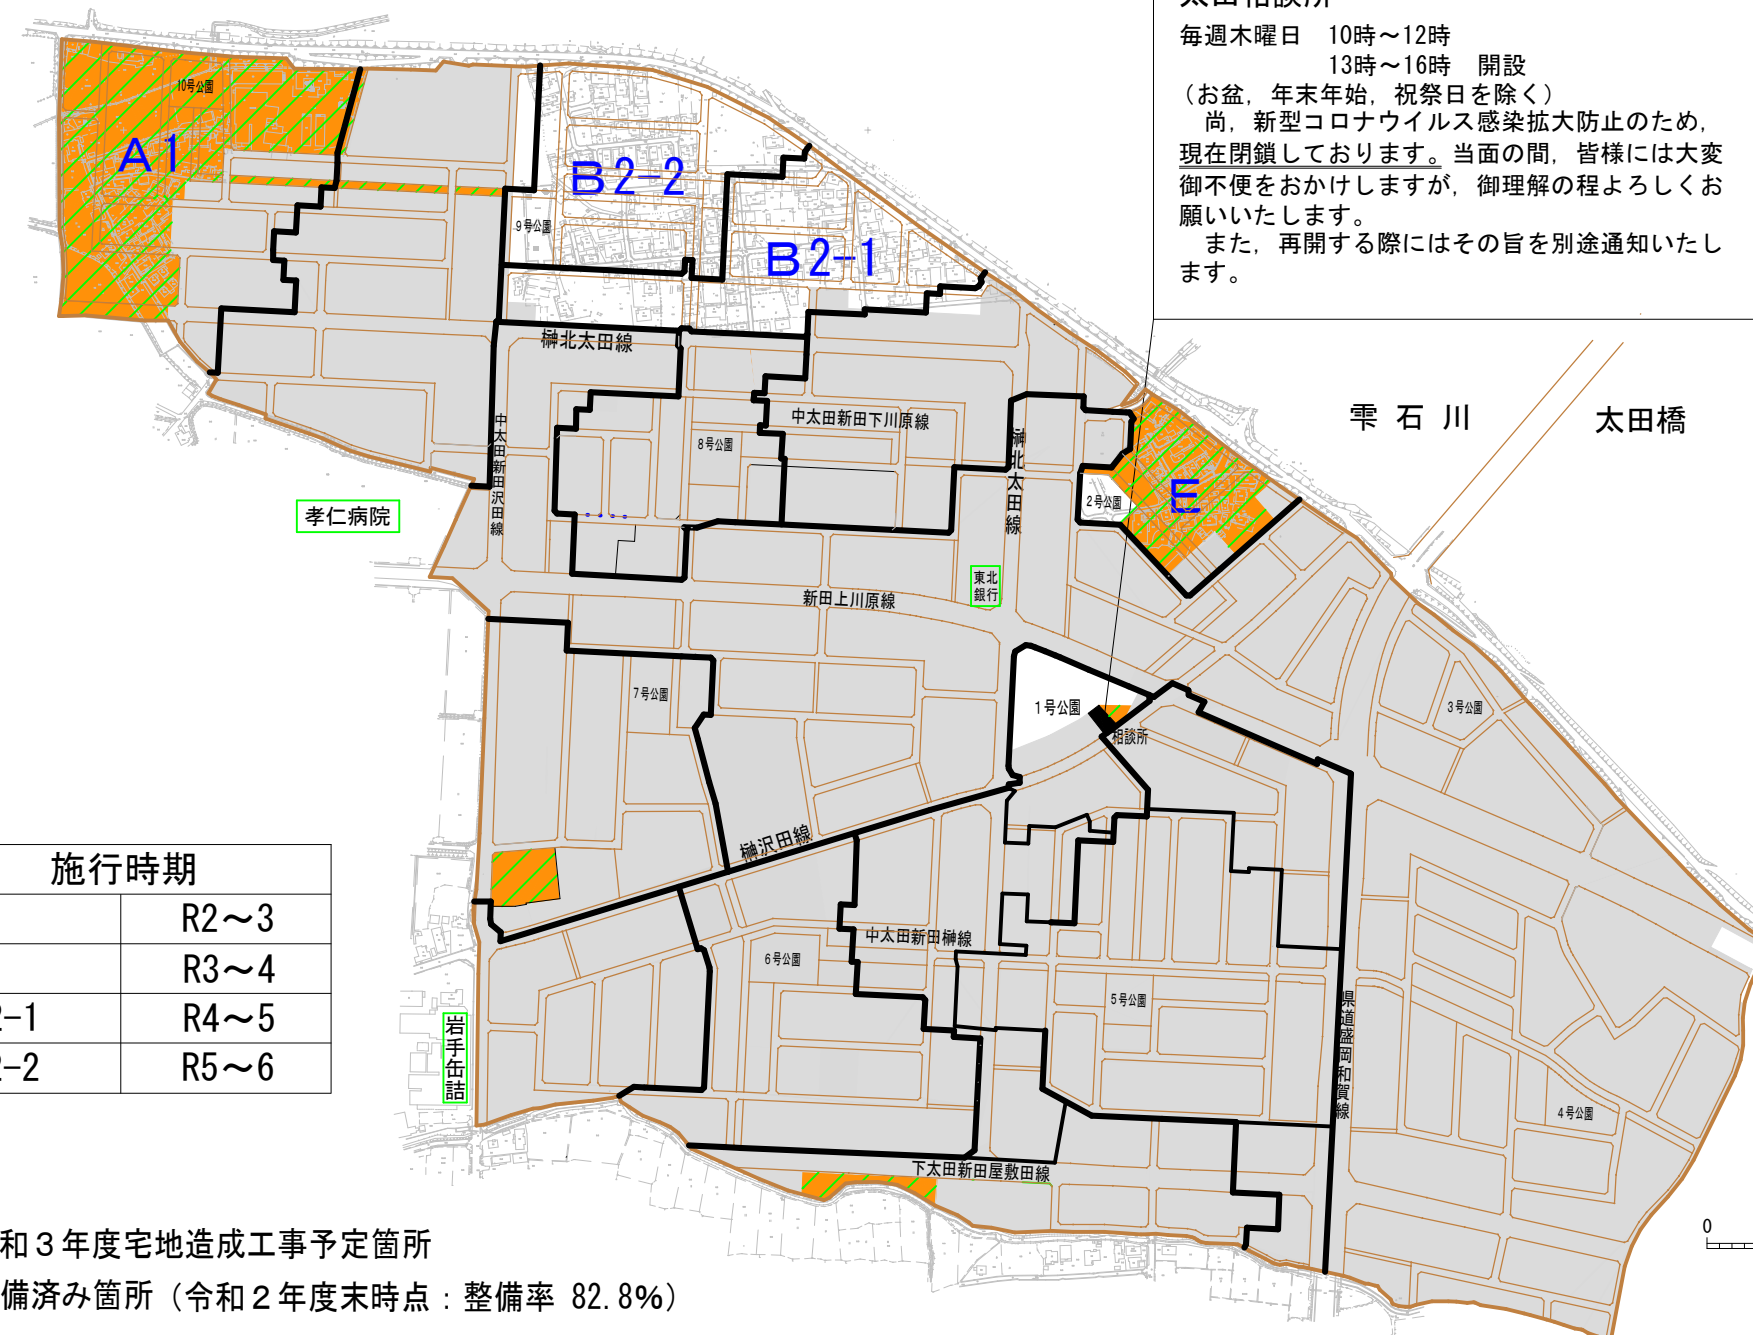 毎週木曜日　10時～12時
13時～16時　開設
（お盆，年末年始，祝祭日を除く）
尚，新型コロナウイルス感染拡大防止のため，
現在閉鎖しております。当面の間，皆様には大変
御不便をおかけしますが，御理解の程よろしくお
願いいたします。
また，再開する際にはその旨を別途通知いたし
ます。
10号公園
A1
B2-2
9号公園
B2-1
榊北太田線
中太田新田下川原線
8号公園
中太田新田沢田線
榊北太田線
雫石川
太田橋
2号公園
E
孝仁病院
東北
銀行
新田上川原線
7号公園
1号公園
相談所
3号公園
榊沢田線
施行時期
R2～3
R3～4
2-1
R4～5
2-2
R5～6
中太田新田榊線
6号公園
5号公園
県道盛岡和賀線
岩手缶詰
4号公園
下太田新田屋敷田線
0
和３年度宅地造成工事予定箇所
備済み箇所（令和２年度末時点：整備率 82.8%）